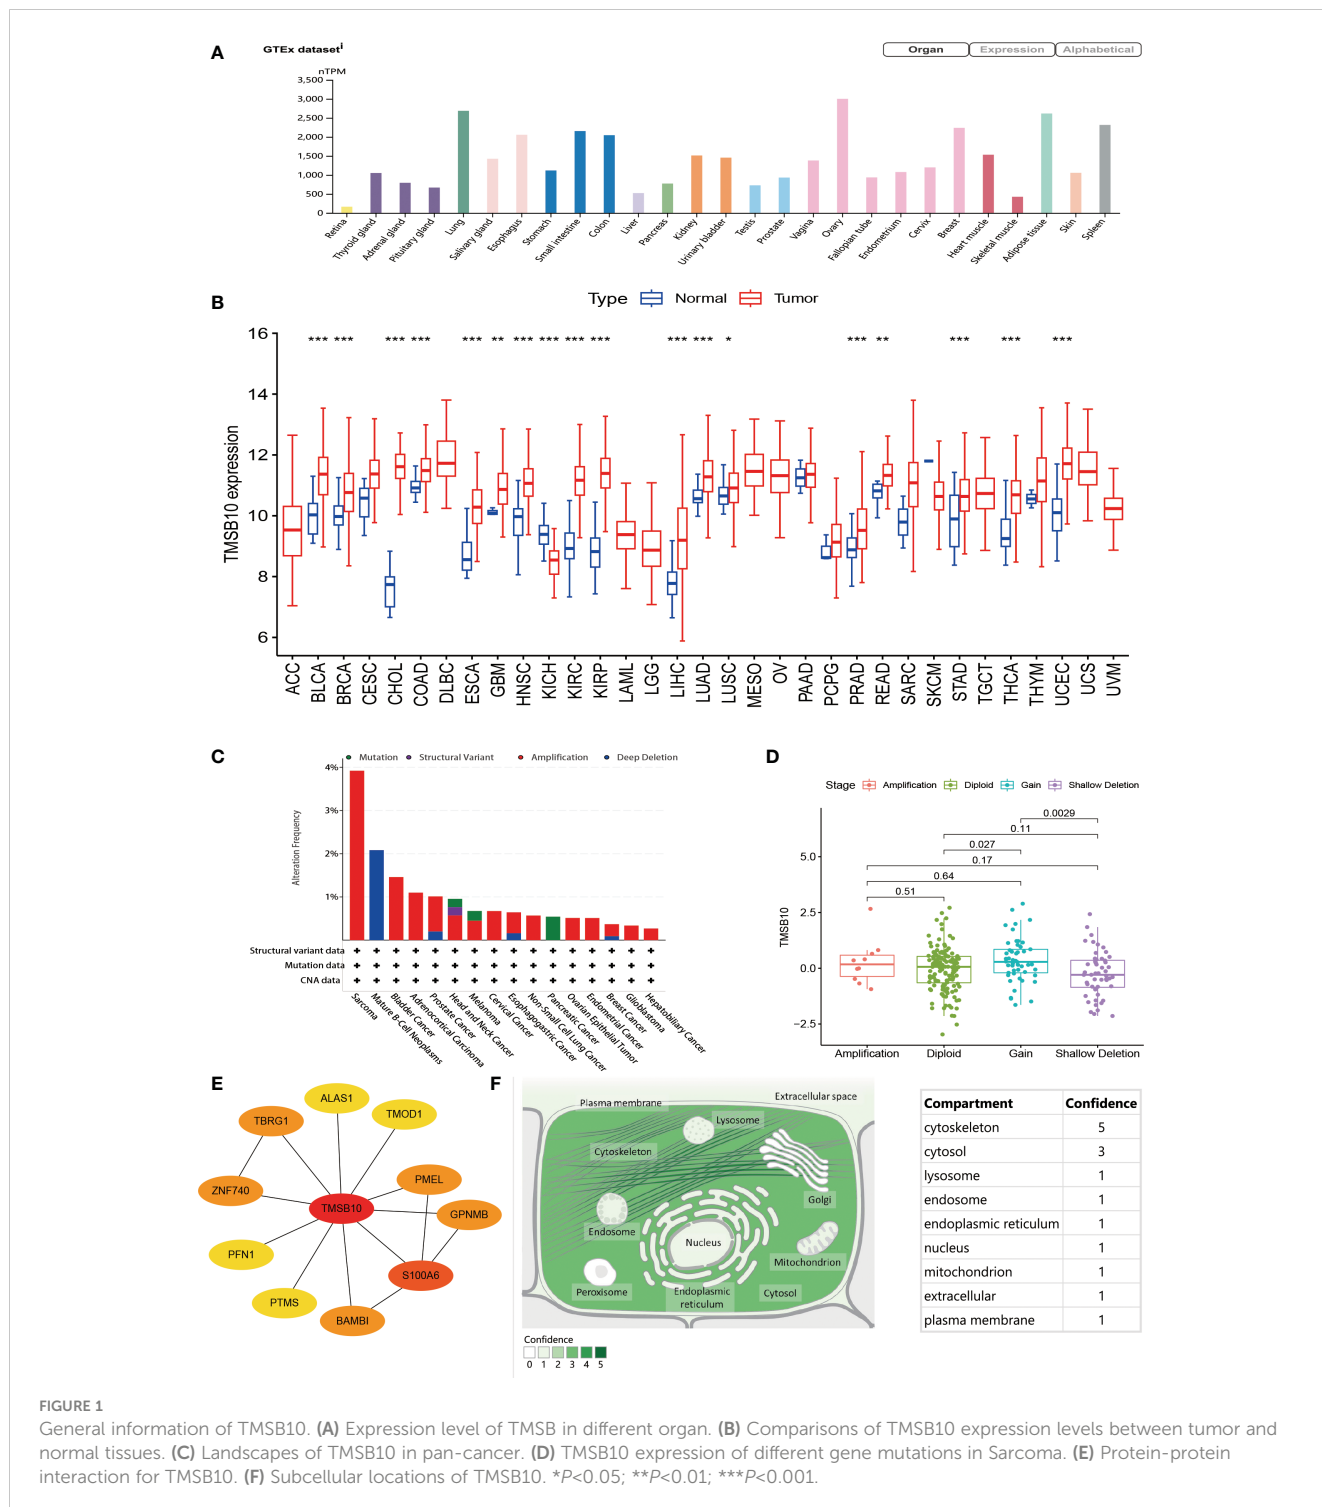 A
GTEx dataset i
Organ Expression Alphabetical
nTPM
3,500
3,000
2,500
2,000
1,500
1,000
500
0
Retina
Thyroid gland
Adrenal gland
Pituitary gland
Lung
Salivary gland
Esophagus
Stomach
Small intestine
Colon
Liver
Pancreas
Kidney
Urinary bladder
Testis
Prostate
Vagina
Ovary
Fallopian tube
Endometrium
Cervix
Breast
Heart muscle
Skeletal muscle
Adipose tissue
Skin
Spleen
B
Type Normal Tumor
TMSB10 expression
16
14
12
10
8
6
*** *** *** *** *** ** *** *** *** *** *** *** * *** ** *** *** ***
ACC
BLCA
BRCA
CESC
CHOL
COAD
DLBC
ESCA
GBM
HNSC
KICH
KIRC
KIRP
LAML
LGG
LIHC
LUAD
LUSC
MESO
OV
PAAD
PCPG
PRAD
READ
SARC
SKCM
STAD
TGCT
THCA
THYM
UCEC
UCS
UVM
C
Mutation Structural Variant Amplification Deep Deletion
Alteration Frequency
4%
3%
2%
1%
Structural variant data + + + + + + + + + + + + + + + +
Mutation data + + + + + + + + + + + + + + + +
CNA data + + + + + + + + + + + + + + + +
Sarcoma
Mature B-Cell Neoplasms
Bladder Cancer
Adrenocortical Carcinoma
Prostate Cancer
Head and Neck Cancer
Melanoma
Cervical Cancer
Esophagogastric Cancer
Non-Small Cell Lung Cancer
Pancreatic Cancer
Ovarian Epithelial Tumor
Endometrial Cancer
Breast Cancer
Glioblastoma
Hepatobiliary Cancer
D
Stage Amplification Diploid Gain Shallow Deletion
TMSB10
5.0
2.5
0.0
−2.5
0.0029
0.11
0.027
0.17
0.64
0.51
Amplification Diploid Gain Shallow Deletion
E
ALAS1
TMOD1
TBRG1
PMEL
ZNF740
TMSB10
GPNMB
PFN1
S100A6
PTMS
BAMBI
F
Plasma membrane
Extracellular space
Lysosome
Cytoskeleton
Golgi
Endosome
Nucleus
Mitochondrion
Peroxisome
Endoplasmic
reticulum
Cytosol
Confidence
0 1 2 3 4 5
Compartment Confidence
cytoskeleton 5
cytosol 3
lysosome 1
endosome 1
endoplasmic reticulum 1
nucleus 1
mitochondrion 1
extracellular 1
plasma membrane 1
FIGURE 1
General information of TMSB10. (A) Expression level of TMSB in different organ. (B) Comparisons of TMSB10 expression levels between tumor and
normal tissues. (C) Landscapes of TMSB10 in pan-cancer. (D) TMSB10 expression of different gene mutations in Sarcoma. (E) Protein-protein
interaction for TMSB10. (F) Subcellular locations of TMSB10. *P<0.05; **P<0.01; ***P<0.001.